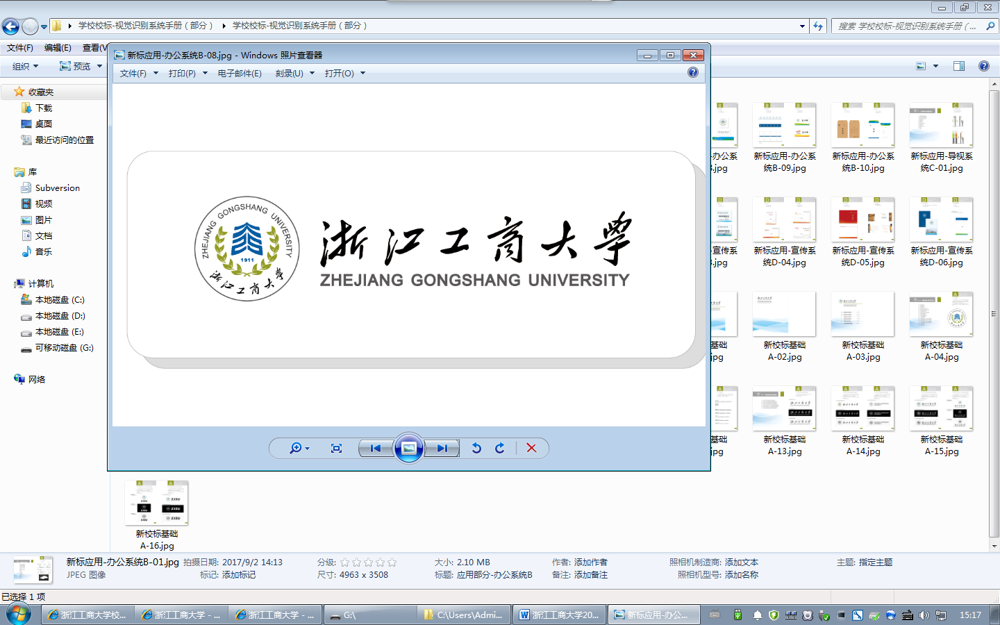 学校校标-视觉识别系统手册（部分）
学校校标-视觉识别系统手册（部分）
搜索 学校校标-视觉识别系统手册（...
文件(F) 编辑(E) 查看(V
新标应用-办公系统B-08.jpg - Windows 照片查看器
组织 预览
文件(F) 打印(P) 电子邮件(E) 刻录(U) 打开(O)
收藏夹
下载
桌面
最近访问的位置
库
Subversion
视频
图片
文档
音乐
计算机
本地磁盘 (C:)
本地磁盘 (D:)
本地磁盘 (E:)
可移动磁盘 (G:)
网络
ZHEJIANG GONGSHANG UNIVERSITY
1911
浙江工商大学
浙江工商大学
ZHEJIANG GONGSHANG UNIVERSITY
-办公系
.jpg
新标应用-办公系
统B-09.jpg
新标应用-办公系
统B-10.jpg
新标应用-导视系
统C-01.jpg
-宣传系
.jpg
新标应用-宣传系
统D-04.jpg
新标应用-宣传系
统D-05.jpg
新标应用-宣传系
统D-06.jpg
基础
jpg
新校标基础
A-02.jpg
新校标基础
A-03.jpg
新校标基础
A-04.jpg
基础
jpg
新校标基础
A-13.jpg
新校标基础
A-14.jpg
新校标基础
A-15.jpg
新校标基础
A-16.jpg
新标应用-办公系统B-01.jpg 拍摄日期: 2017/9/2 14:13 分级: 大小: 2.10 MB 作者: 添加作者 照相机制造商: 添加文本 主题: 指定主题
JPEG 图像 标记: 添加标记 尺寸: 4963 x 3508 标题: 应用部分-办公系统B 备注: 添加备注 照相机型号: 添加名称
已选择 1 项
浙江工商大学校... 浙江工商大学 - ... 浙江工商大学 - ... G:\ C:\Users\Admi... 浙江工商大学20... 新标应用-办公... 15:17